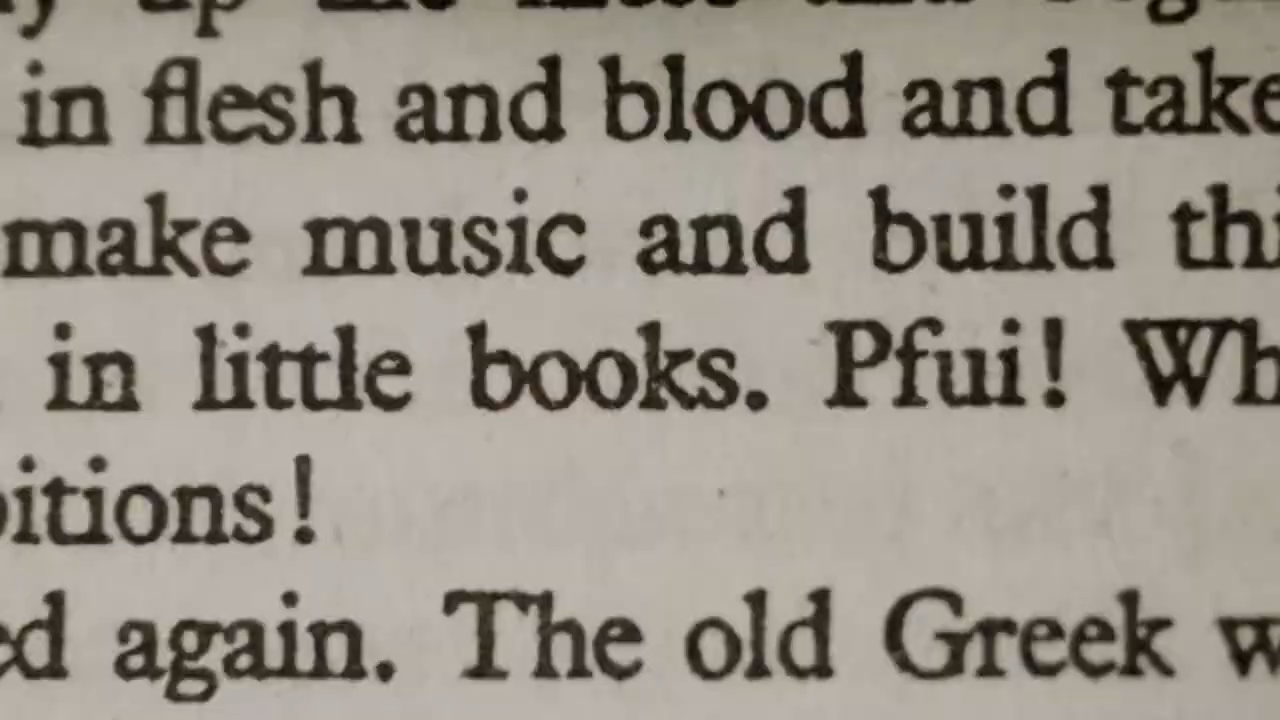 in flesh and blood and take
make music and build thi
in little books. Pfui! Wh
itions!
d again. The old Greek w